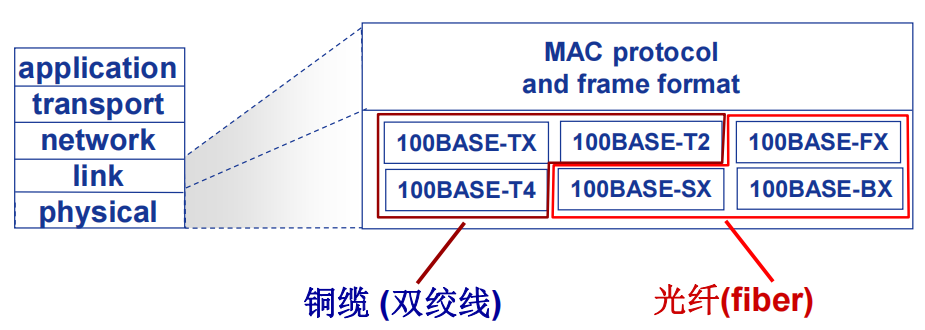 application
transport
network
link
physical
MAC protocol
and frame format
100BASE-TX
100BASE-T2
100BASE-FX
100BASE-T4
100BASE-SX
100BASE-BX
铜缆 (双绞线)
光纤(fiber)